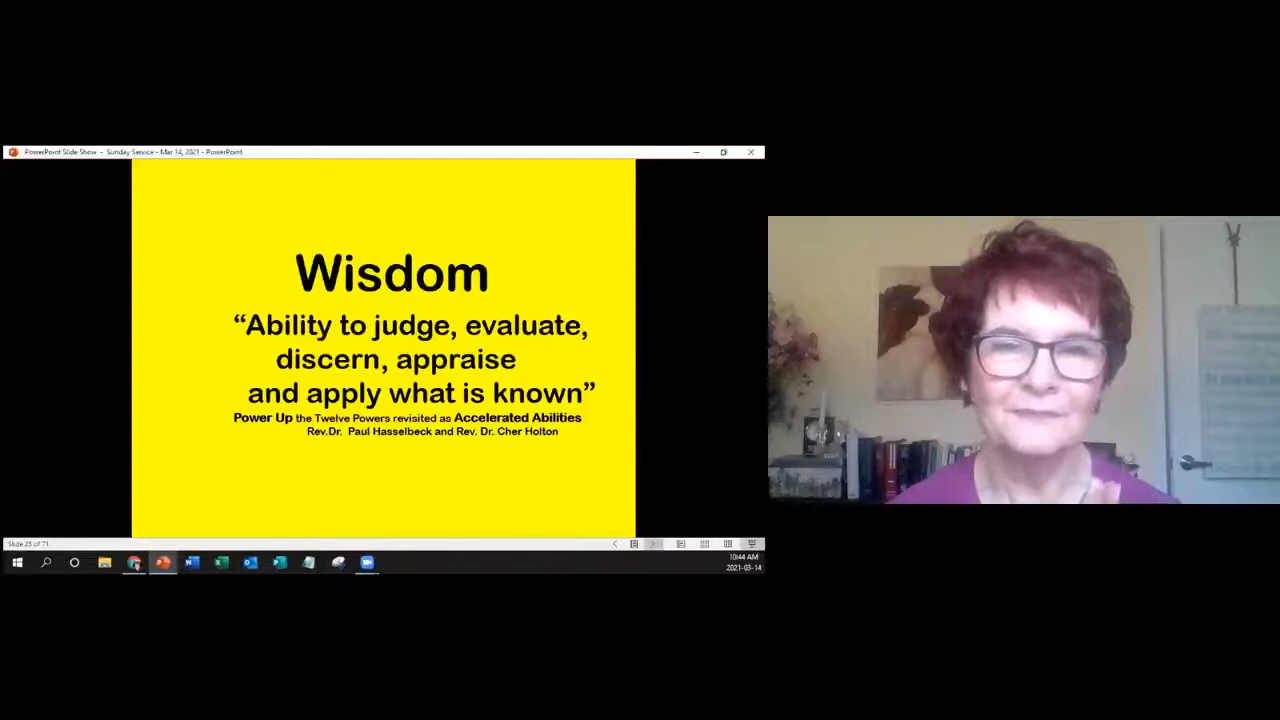 PowerPoint Slide Show - Sunday Service - Mar 14, 2021 - PowerPoint
Wisdom
“Ability to judge, evaluate,
discern, appraise
and apply what is known”
Power Up the Twelve Powers revisited as Accelerated Abilities
Rev.Dr. Paul Hasselbeck and Rev. Dr. Cher Holton
of 71
10:44 AM
2021-03-14